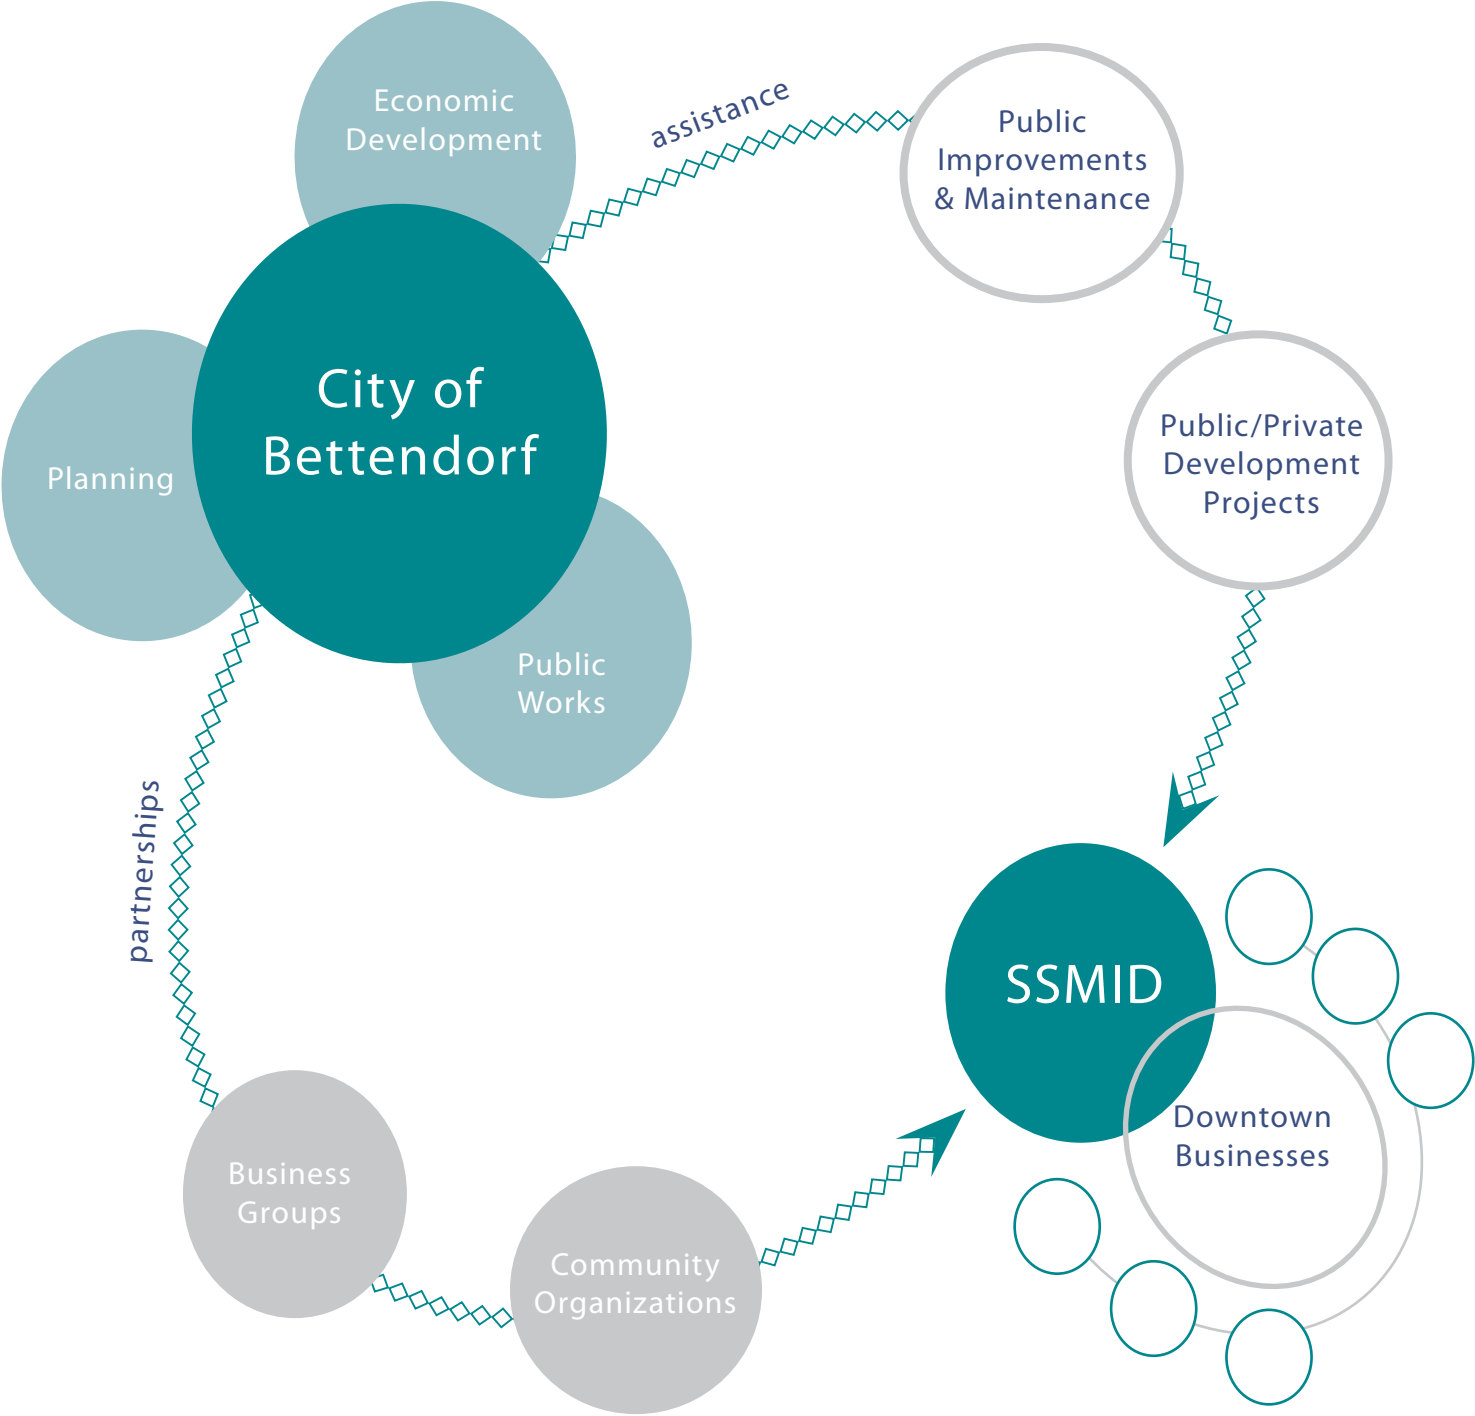 Economic
Development
assistance
Public
Improvements
& Maintenance
City of
Bettendorf
Planning
Public/Private
Development
Projects
Public
Works
partnerships
SSMID
Downtown
Businesses
Business
Groups
Community
Organizations